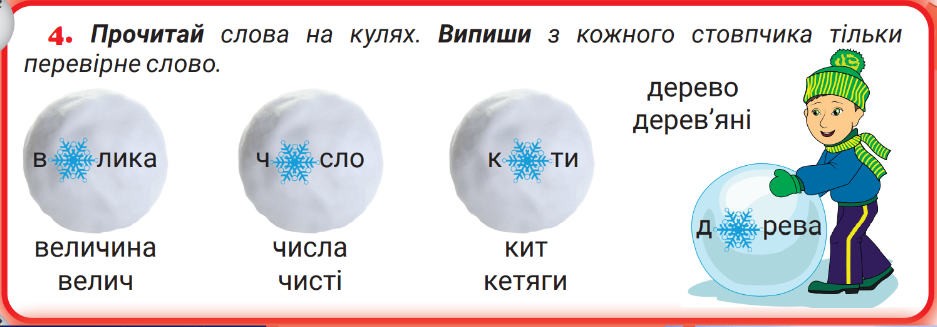 4. Прочитай слова на кулях. Випиши з кожного стовпчика тільки
перевірне слово.
в лика
величина
велич
ч сло
числа
чисті
к ти
кит
кетяги
дерево
дерев’яні
д рева